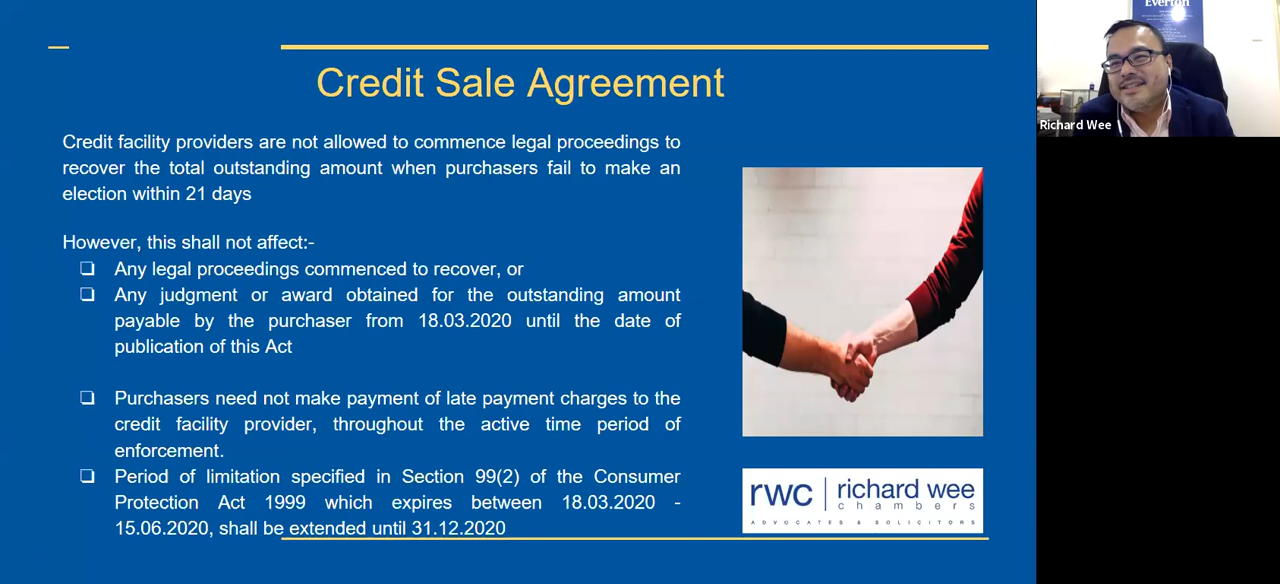 Credit Sale Agreement
Credit facility providers are not allowed to commence legal proceedings to
recover the total outstanding amount when purchasers fail to make an
election within 21 days
However, this shall not affect:-
❏ Any legal proceedings commenced to recover, or
❏ Any judgment or award obtained for the outstanding amount
payable by the purchaser from 18.03.2020 until the date of
publication of this Act
❏ Purchasers need not make payment of late payment charges to the
credit facility provider, throughout the active time period of
enforcement.
❏ Period of limitation specified in Section 99(2) of the Consumer
Protection Act 1999 which expires between 18.03.2020 -
15.06.2020, shall be extended until 31.12.2020
rwc | richard wee
chambers
ADVOCATES & SOLICITORS
Everton
Richard Wee